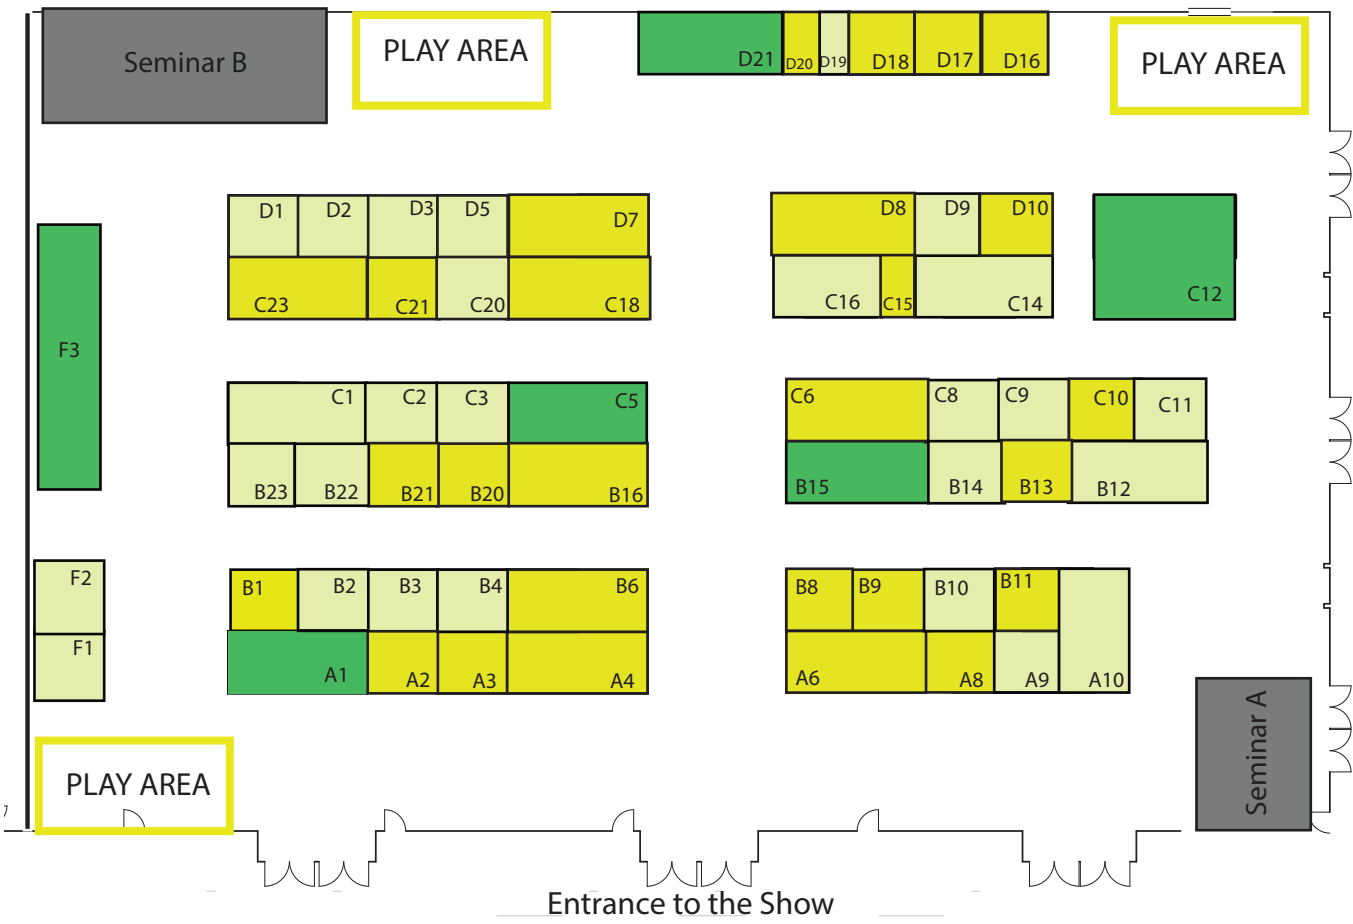 Seminar B
PLAY AREA
D21
D20
D19
D18
D17
D16
PLAY AREA
D1
D2
D3
D5
D7
D8
D9
D10
C23
C21
C20
C18
C16
C15
C14
C12
F3
C1
C2
C3
C5
C6
C8
C9
C10
C11
B23
B22
B21
B20
B16
B15
B14
B13
B12
F2
B1
B2
B3
B4
B6
B8
B9
B10
B11
F1
A1
A2
A3
A4
A6
A8
A9
A10
Seminar A
PLAY AREA
Entrance to the Show